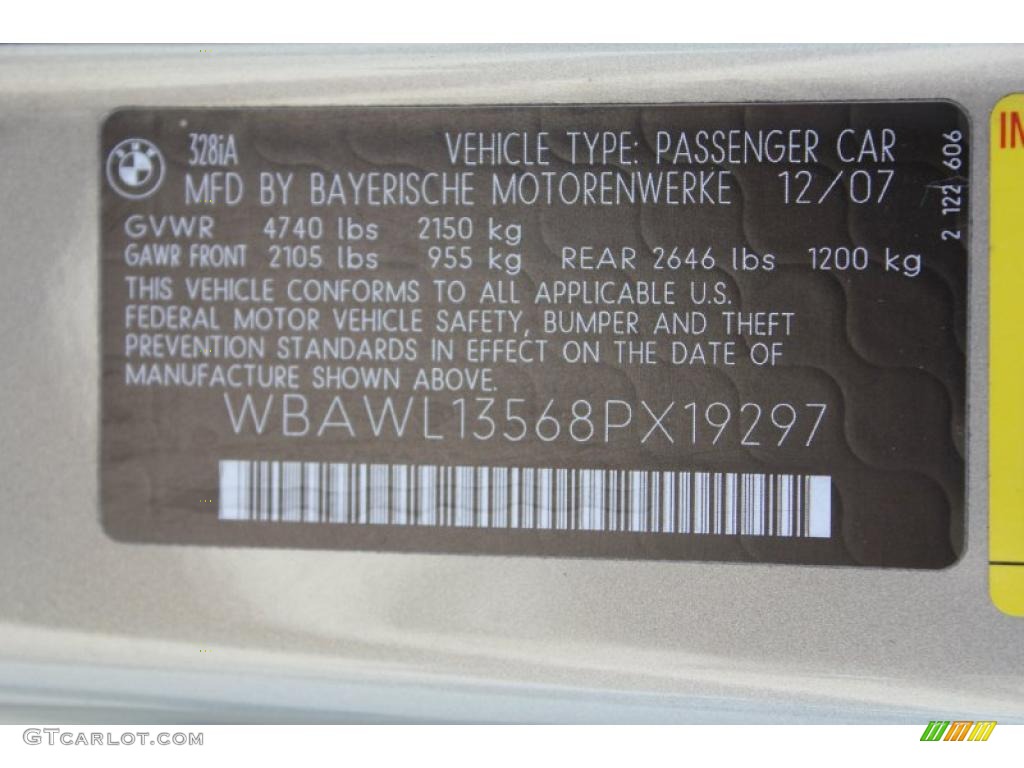 328iA VEHICLE TYPE: PASSENGER CAR
MFD BY BAYERISCHE MOTORENWERKE 12/07
GVWR 4740 lbs 2150 kg
GAWR FRONT 2105 lbs 955 kg REAR 2646 lbs 1200 kg
THIS VEHICLE CONFORMS TO ALL APPLICABLE U.S.
FEDERAL MOTOR VEHICLE SAFETY, BUMPER AND THEFT
PREVENTION STANDARDS IN EFFECT ON THE DATE OF
MANUFACTURE SHOWN ABOVE.
WBAWL13568PX19297
2 122 606
GTCARLOT.COM